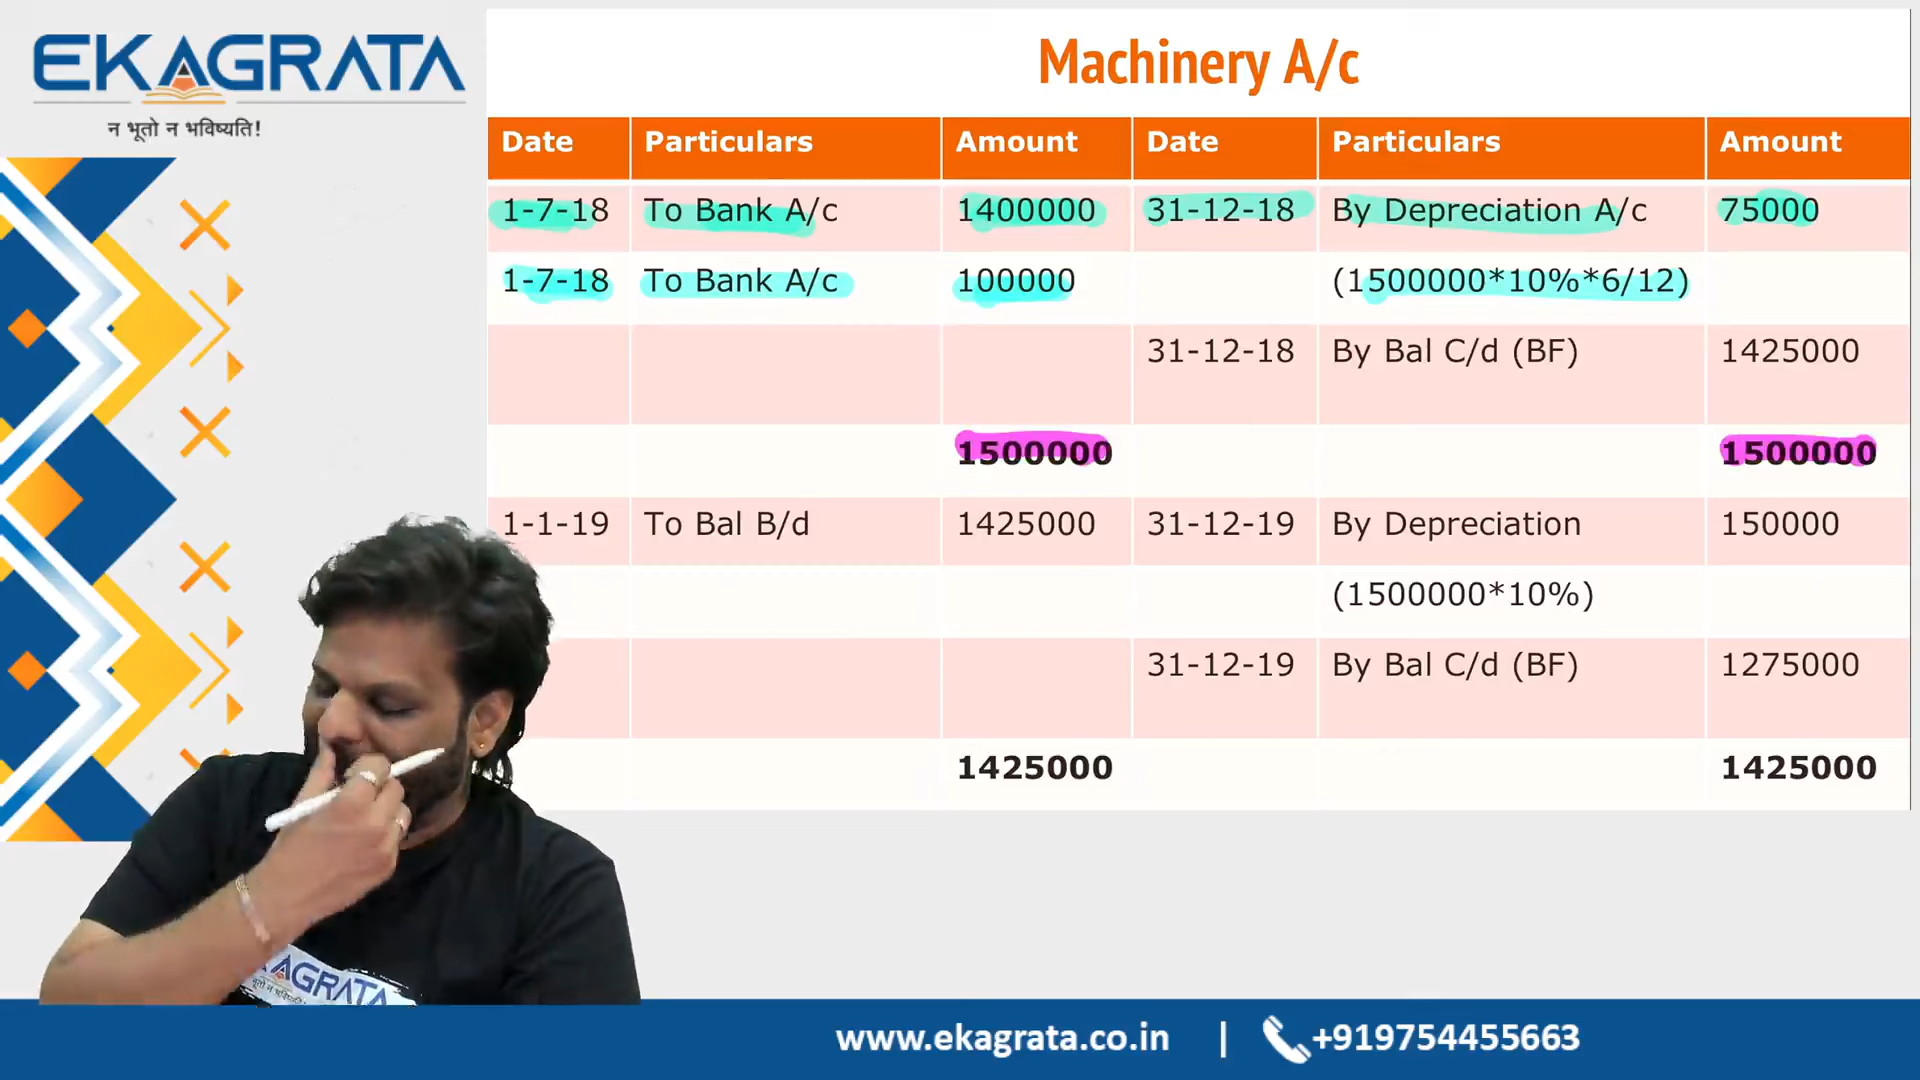 EKAGRATA
न भूतो न भविष्यति!
Machinery A/c
Date Particulars Amount Date Particulars Amount
1-7-18 To Bank A/c 1400000 31-12-18 By Depreciation A/c 75000
1-7-18 To Bank A/c 100000 (1500000*10%*6/12)
31-12-18 By Bal C/d (BF) 1425000
1500000 1500000
1-1-19 To Bal B/d 1425000 31-12-19 By Depreciation 150000
(1500000*10%)
31-12-19 By Bal C/d (BF) 1275000
1425000 1425000
AGRATA
www.ekagrata.co.in | +919754455663